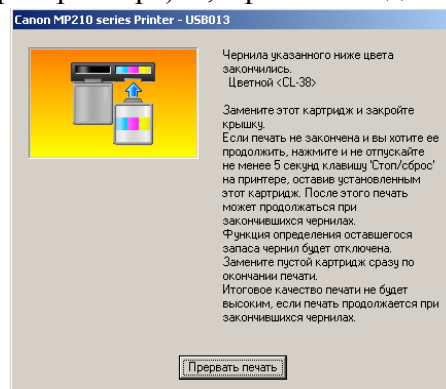 Canon MP210 series Printer - USB013
Чернила указанного ниже цвета
закончились.
Цветной <CL-38>
Замените этот картридж и закройте
крышку.
Если печать не закончена и вы хотите ее
продолжить, нажмите и не отпускайте
не менее 5 секунд клавишу 'Стоп/сброс'
на принтере, оставив установленным
этот картридж. После этого печать
может продолжаться при
закончившихся чернилах.
Функция определения оставшегося
запаса чернил будет отключена.
Замените пустой картридж сразу по
окончании печати.
Итоговое качество печати не будет
высоким, если печать продолжается при
закончившихся чернилах.
Прервать печать